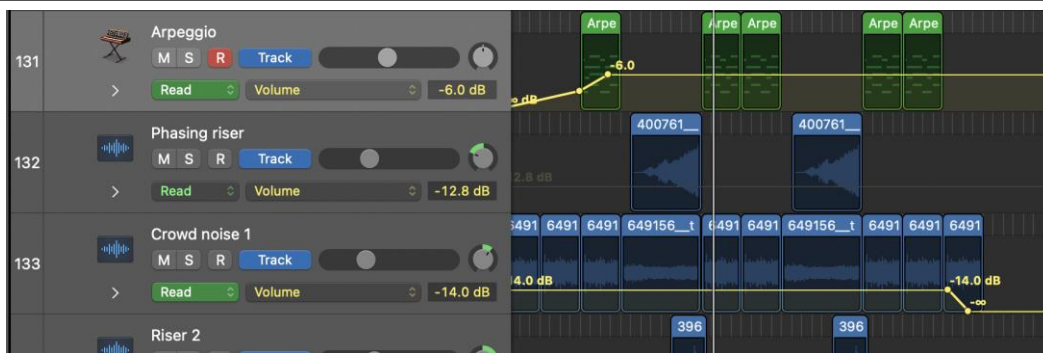 131
Arpeggio
M S R Track
Read Volume -6.0 dB
Arpe Arpe Arpe Arpe Arpe
-6.0
∞ dB
132
Phasing riser
M S R Track
Read Volume -12.8 dB
400761__ 400761__
2.8 dB
133
Crowd noise 1
M S R Track
Read Volume -14.0 dB
6491 6491 6491 649156__t 6491 6491 649156__t 6491 6491 6491
4.0 dB -14.0 dB
-∞
Riser 2
396 396